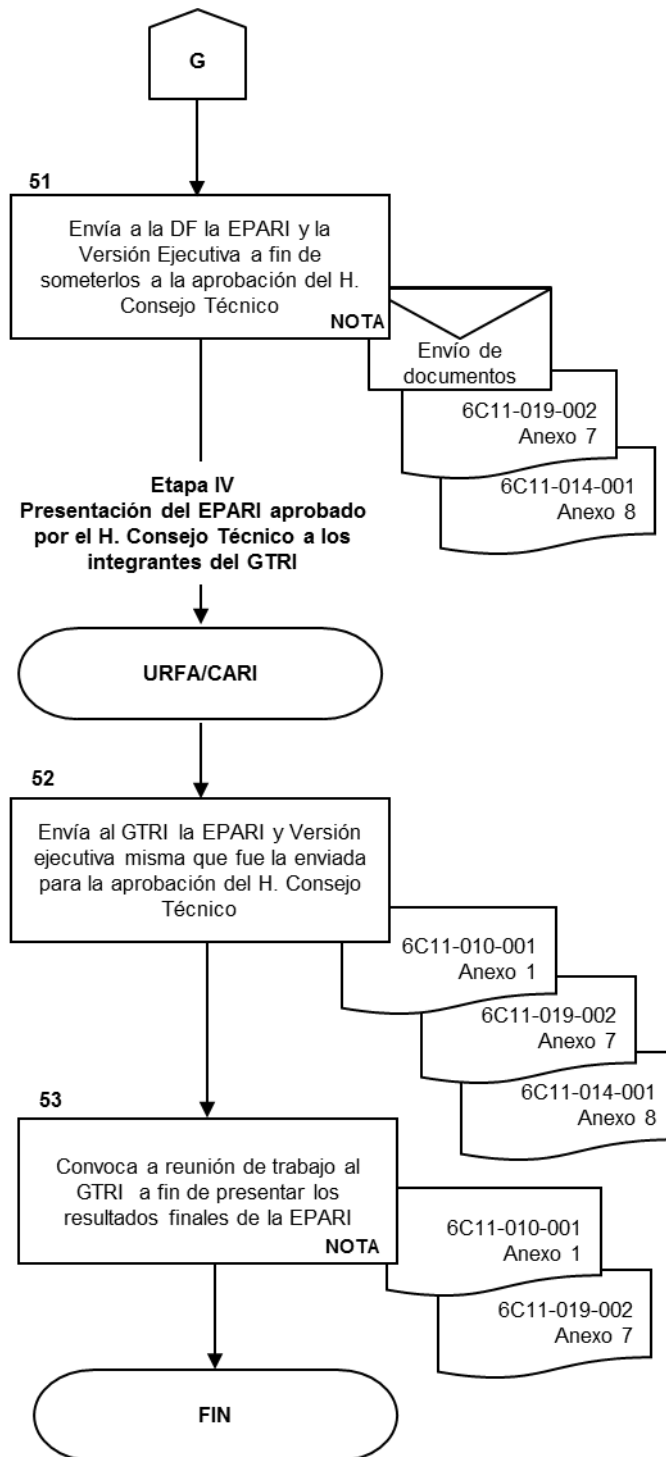 G
51
Envía a la DF la EPARI y la
Versión Ejecutiva a fin de
someterlos a la aprobación del H.
Consejo Técnico
NOTA
Envío de
documentos
6C11-019-002
Anexo 7
6C11-014-001
Anexo 8
Etapa IV
Presentación del EPARI aprobado
por el H. Consejo Técnico a los
integrantes del GTRI
URFA/CARI
52
Envía al GTRI la EPARI y Versión
ejecutiva misma que fue la enviada
para la aprobación del H. Consejo
Técnico
6C11-010-001
Anexo 1
6C11-019-002
Anexo 7
6C11-014-001
Anexo 8
53
Convoca a reunión de trabajo al
GTRI a fin de presentar los
resultados finales de la EPARI
NOTA
6C11-010-001
Anexo 1
6C11-019-002
Anexo 7
FIN